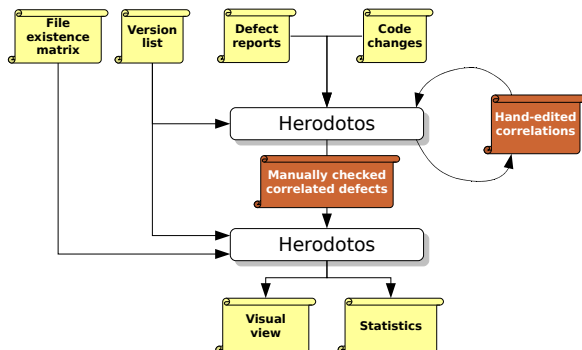 File
existence
matrix
Version
list
Defect
reports
Code
changes
Herodotos
Hand-edited
correlations
Manually checked
correlated defects
Herodotos
Visual
view
Statistics